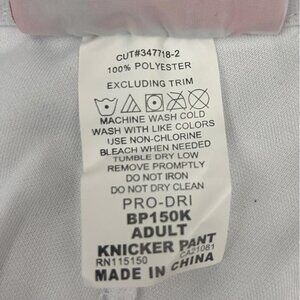 CUT#347718-2
100% POLYESTER
EXCLUDING TRIM
MACHINE WASH COLD
WASH WITH LIKE COLORS
USE NON-CHLORINE
BLEACH WHEN NEEDED
TUMBLE DRY LOW
REMOVE PROMPTLY
DO NOT IRON
DO NOT DRY CLEAN
PRO-DRI
BP150K
ADULT
KNICKER PANT
RN115150 CA21081
MADE IN CHINA